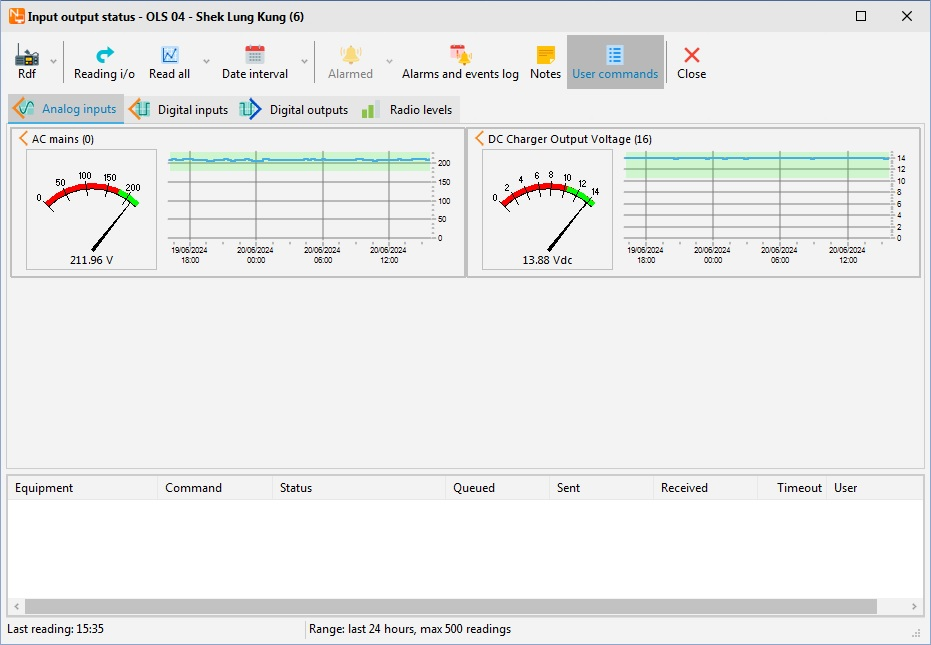 Input output status - OLS 04 - Shek Lung Kung (6)
Rdf
Reading i/o
Read all
Date interval
Alarmed
Alarms and events log
Notes
User commands
Close
Analog inputs
Digital inputs
Digital outputs
Radio levels
AC mains (0)
0
50
100
150
200
211.96 V
200
150
100
50
0
19/06/2024 20/06/2024 20/06/2024 20/06/2024
18:00 00:00 06:00 12:00
DC Charger Output Voltage (16)
0
2
4
6
8
10
12
14
13.88 Vdc
14
12
10
8
6
4
2
0
19/06/2024 20/06/2024 20/06/2024 20/06/2024
18:00 00:00 06:00 12:00
Equipment Command Status Queued Sent Received Timeout User
Last reading: 15:35
Range: last 24 hours, max 500 readings